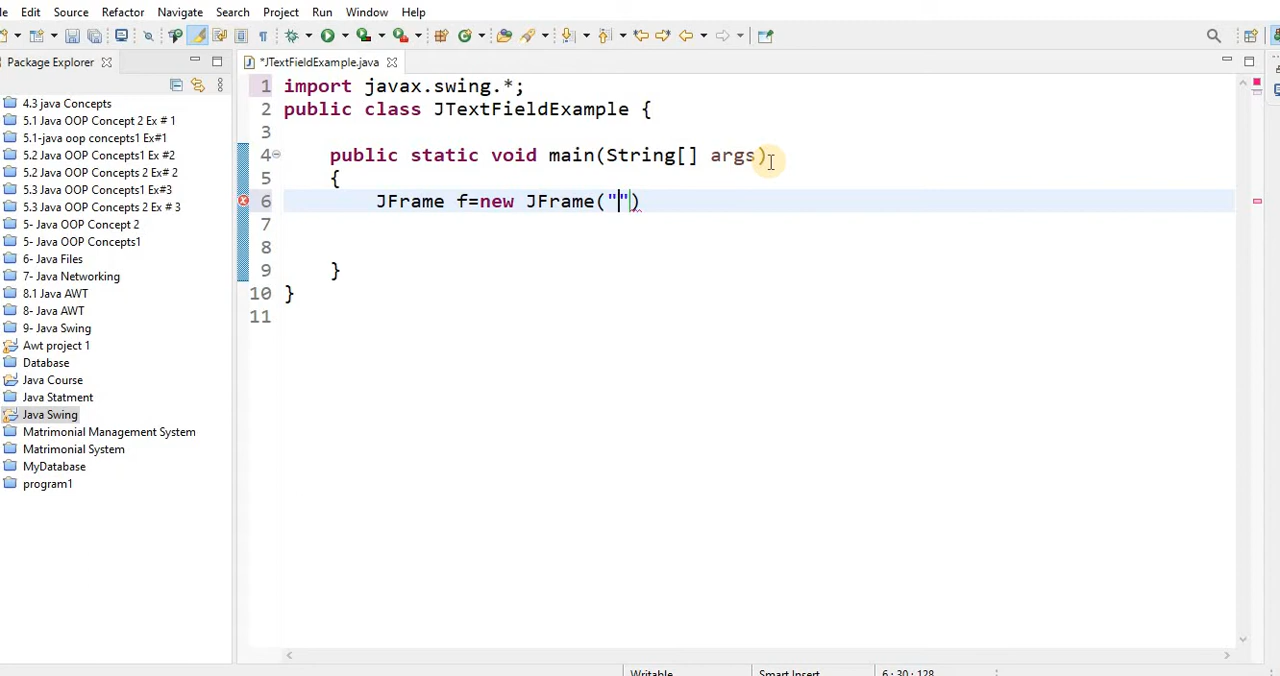 Edit Source Refactor Navigate Search Project Run Window Help
Package Explorer
*JTextFieldExample.java
4.3 java Concepts
5.1 Java OOP Concept 2 Ex # 1
5.1-java oop concepts1 Ex#1
5.2 Java OOP Concepts1 Ex #2
5.2 Java OOP Concepts 2 Ex# 2
5.3 Java OOP Concepts1 Ex#3
5.3 Java OOP Concepts 2 Ex # 3
5- Java OOP Concept 2
5- Java OOP Concepts1
6- Java Files
7- Java Networking
8.1 Java AWT
8- Java AWT
9- Java Swing
Awt project 1
Database
Java Course
Java Statment
Java Swing
Matrimonial Management System
Matrimonial System
MyDatabase
program1
1 import javax.swing.*;
2 public class JTextFieldExample {
3
4 public static void main(String[] args)
5 {
6 JFrame f=new JFrame("")
7
8
9 }
10 }
11
Writable Smart Insert 6 : 30 : 128